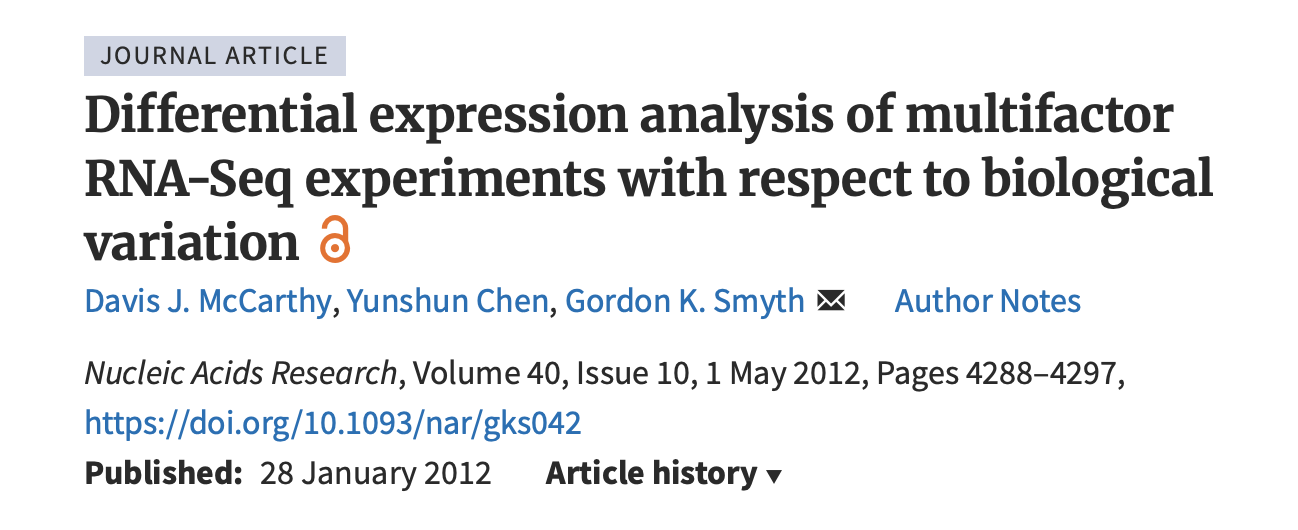 JOURNAL ARTICLE
Differential expression analysis of multifactor
RNA-Seq experiments with respect to biological
variation
Davis J. McCarthy, Yunshun Chen, Gordon K. Smyth Author Notes
Nucleic Acids Research, Volume 40, Issue 10, 1 May 2012, Pages 4288–4297,
https://doi.org/10.1093/nar/gks042
Published: 28 January 2012 Article history ▼